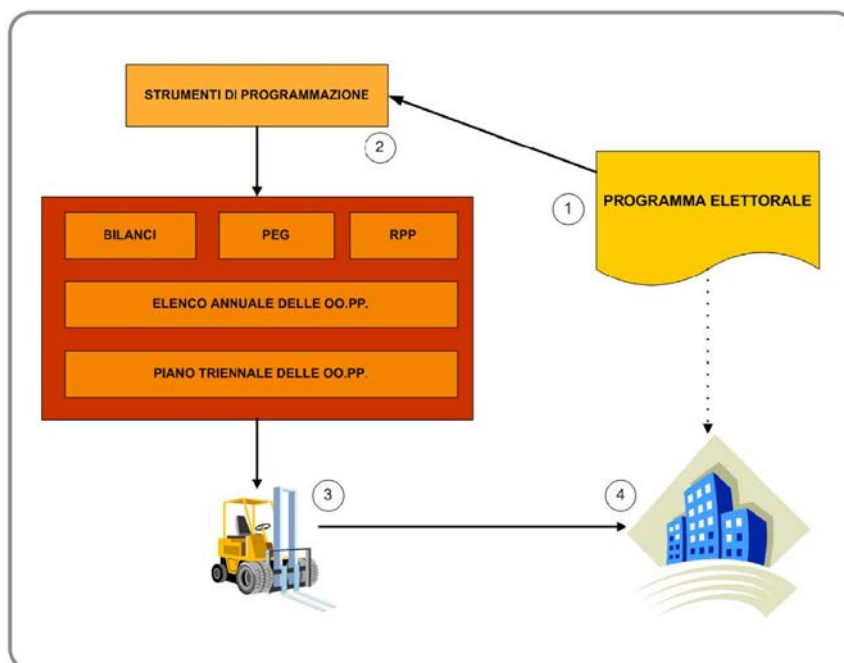 STRUMENTI DI PROGRAMMAZIONE
2
1
PROGRAMMA ELETTORALE
BILANCI
PEG
RPP
ELENCO ANNUALE DELLE OO.PP.
PIANO TRIENNALE DELLE OO.PP.
3
4